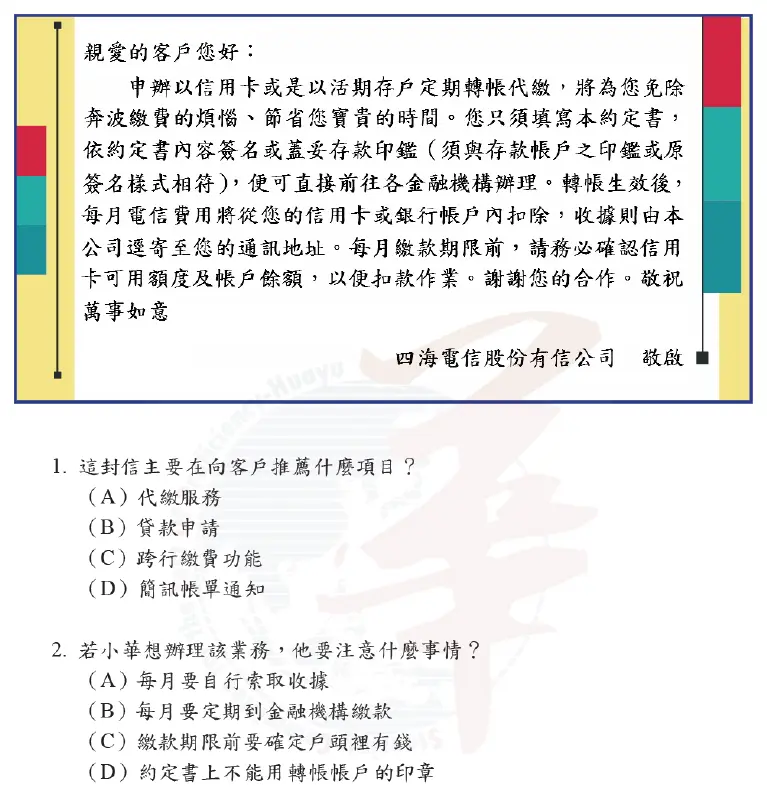 親愛的客戶您好：
申辦以信用卡或是以活期存戶定期轉帳代繳，將為您免除
奔波繳費的煩惱、節省您寶貴的時間。您只須填寫本約定書，
依約定書內容簽名或蓋妥存款印鑑（須與存款帳戶之印鑑或原
簽名樣式相符），便可直接前往各金融機構辦理。轉帳生效後，
每月電信費用將從您的信用卡或銀行帳戶內扣除，收據則由本
公司逕寄至您的通訊地址。每月繳款期限前，請務必確認信用
卡可用額度及帳戶餘額，以便扣款作業。謝謝您的合作。敬祝
萬事如意
四海電信股份有信公司　敬啟
1. 這封信主要在向客戶推薦什麼項目？
（A）代繳服務
（B）貸款申請
（C）跨行繳費功能
（D）簡訊帳單通知
2. 若小華想辦理該業務，他要注意什麼事情？
（A）每月要自行索取收據
（B）每月要定期到金融機構繳款
（C）繳款期限前要確定戶頭裡有錢
（D）約定書上不能用轉帳帳戶的印章